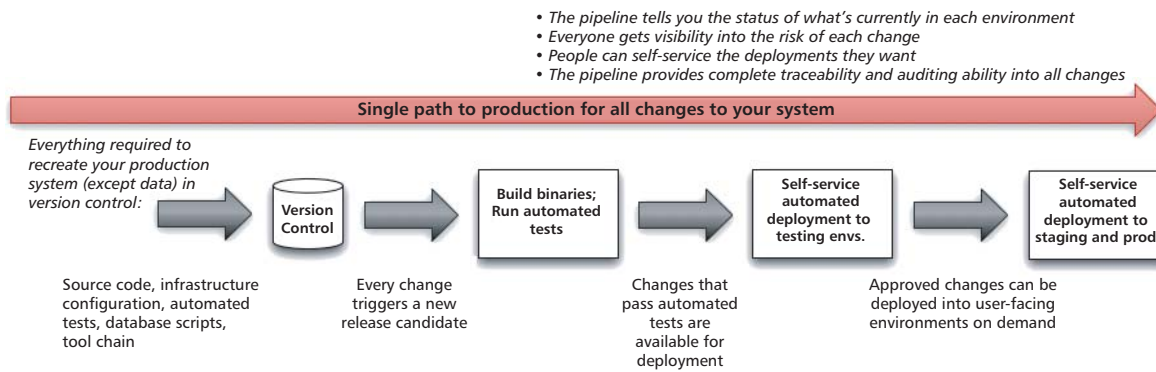 • The pipeline tells you the status of what's currently in each environment
• Everyone gets visibility into the risk of each change
• People can self-service the deployments they want
• The pipeline provides complete traceability and auditing ability into all changes
Single path to production for all changes to your system
Everything required to
recreate your production
system (except data) in
version control:
Version
Control
Build binaries;
Run automated
tests
Self-service
automated
deployment to
testing envs.
Self-service
automated
deployment to
staging and prod
Source code, infrastructure
configuration, automated
tests, database scripts,
tool chain
Every change
triggers a new
release candidate
Changes that
pass automated
tests are
available for
deployment
Approved changes can be
deployed into user-facing
environments on demand